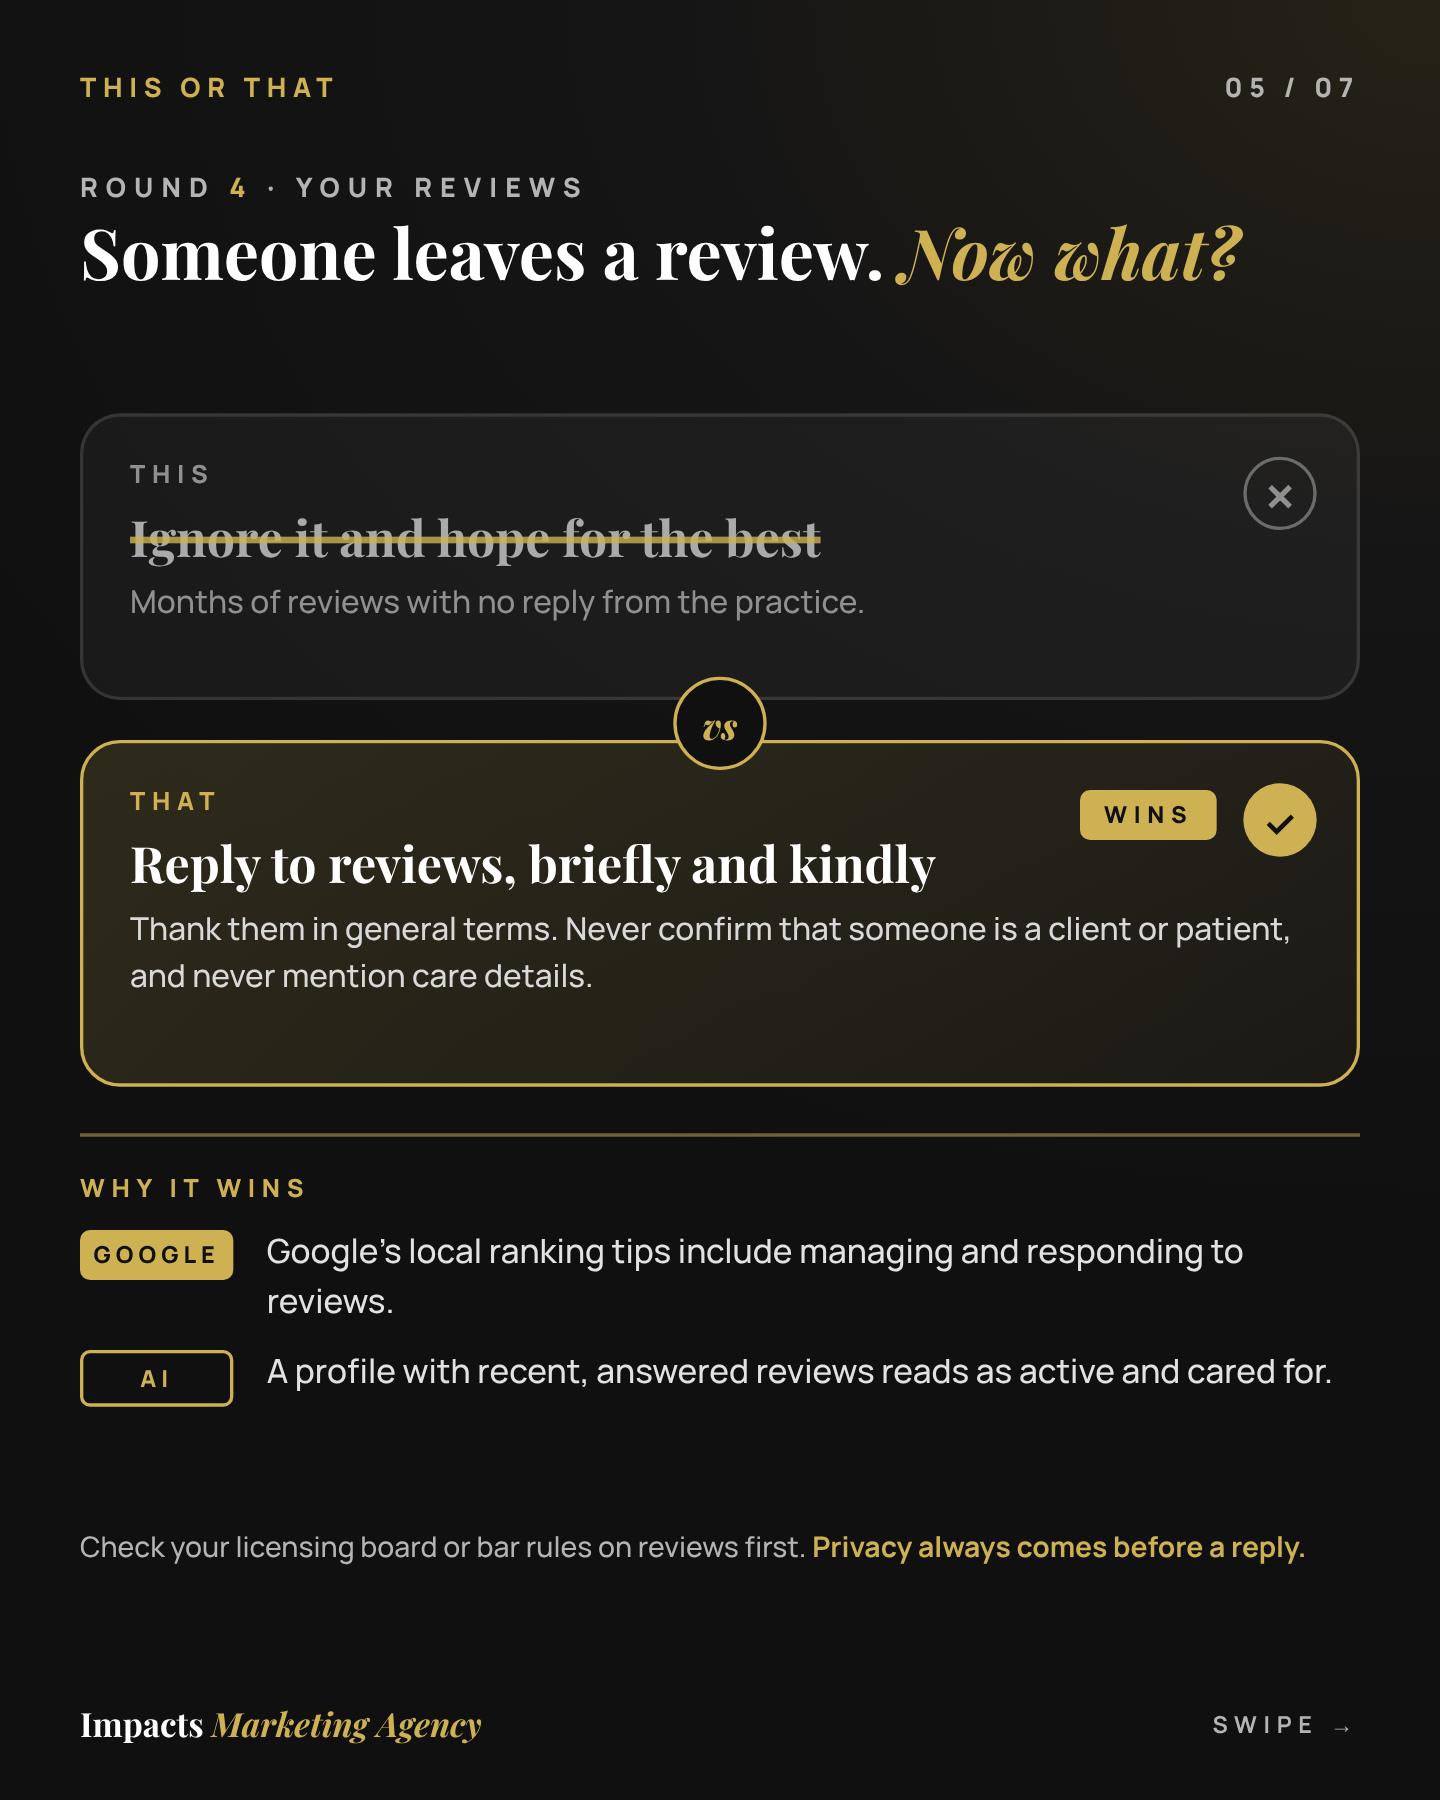 THIS OR THAT
05 / 07
ROUND 4 · YOUR REVIEWS
Someone leaves a review. Now what?
THIS
Ignore it and hope for the best
Months of reviews with no reply from the practice.
vs
THAT
WINS
Reply to reviews, briefly and kindly
Thank them in general terms. Never confirm that someone is a client or patient,
and never mention care details.
WHY IT WINS
GOOGLE
Google’s local ranking tips include managing and responding to
reviews.
AI
A profile with recent, answered reviews reads as active and cared for.
Check your licensing board or bar rules on reviews first. Privacy always comes before a reply.
Impacts Marketing Agency
SWIPE →